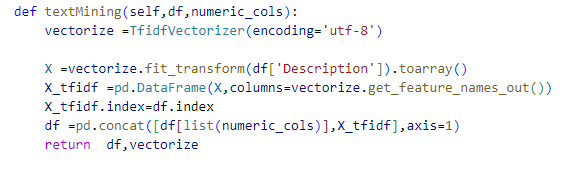 def textMining(self,df,numeric_cols):
vectorize =TfidfVectorizer(encoding='utf-8')
X =vectorize.fit_transform(df['Description']).toarray()
X_tfidf =pd.DataFrame(X,columns=vectorize.get_feature_names_out())
X_tfidf.index=df.index
df =pd.concat([df[list(numeric_cols)],X_tfidf],axis=1)
return  df,vectorize